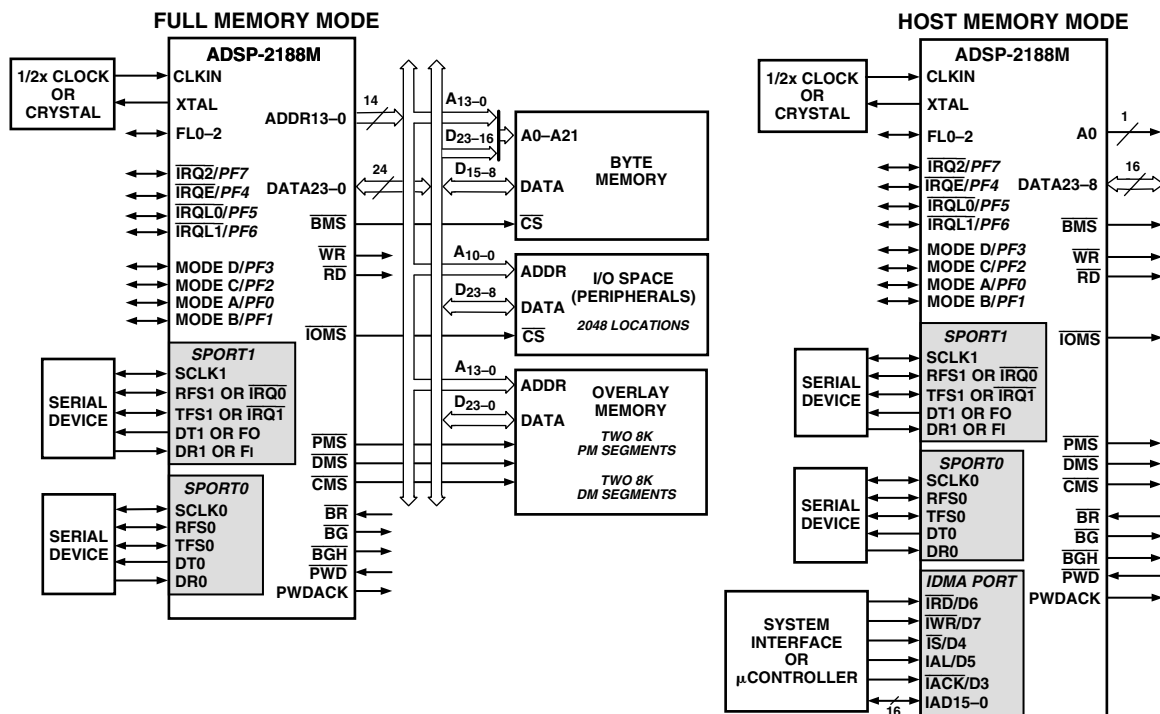 FULL MEMORY MODE
ADSP-2188M
1/2x CLOCK
OR
CRYSTAL
CLKIN
XTAL
FL0–2
IRQ2/PF7
IRQE/PF4
IRQL0/PF5
IRQL1/PF6
MODE D/PF3
MODE C/PF2
MODE A/PF0
MODE B/PF1
SERIAL
DEVICE
SPORT1
SCLK1
RFS1 OR IRQ0
TFS1 OR IRQ1
DT1 OR FO
DR1 OR FI
SERIAL
DEVICE
SPORT0
SCLK0
RFS0
TFS0
DT0
DR0
ADDR13–0
14
DATA23–0
24
BMS
WR
RD
IOMS
PMS
DMS
CMS
BR
BG
BGH
PWD
PWDACK
A13–0
D23–16
D15–8
A0–A21
DATA
CS
BYTE
MEMORY
A10–0
D23–8
ADDR
DATA
CS
I/O SPACE
(PERIPHERALS)
2048 LOCATIONS
A13–0
D23–0
ADDR
DATA
OVERLAY
MEMORY
TWO 8K
PM SEGMENTS
TWO 8K
DM SEGMENTS
HOST MEMORY MODE
ADSP-2188M
1/2x CLOCK
OR
CRYSTAL
CLKIN
XTAL
FL0–2
IRQ2/PF7
IRQE/PF4
IRQL0/PF5
IRQL1/PF6
MODE D/PF3
MODE C/PF2
MODE A/PF0
MODE B/PF1
SERIAL
DEVICE
SPORT1
SCLK1
RFS1 OR IRQ0
TFS1 OR IRQ1
DT1 OR FO
DR1 OR FI
SERIAL
DEVICE
SPORT0
SCLK0
RFS0
TFS0
DT0
DR0
SYSTEM
INTERFACE
OR
µCONTROLLER
IDMA PORT
IRD/D6
IWR/D7
IS/D4
IAL/D5
IACK/D3
IAD15–0
16
A0
1
DATA23–8
16
BMS
WR
RD
IOMS
PMS
DMS
CMS
BR
BG
BGH
PWD
PWDACK